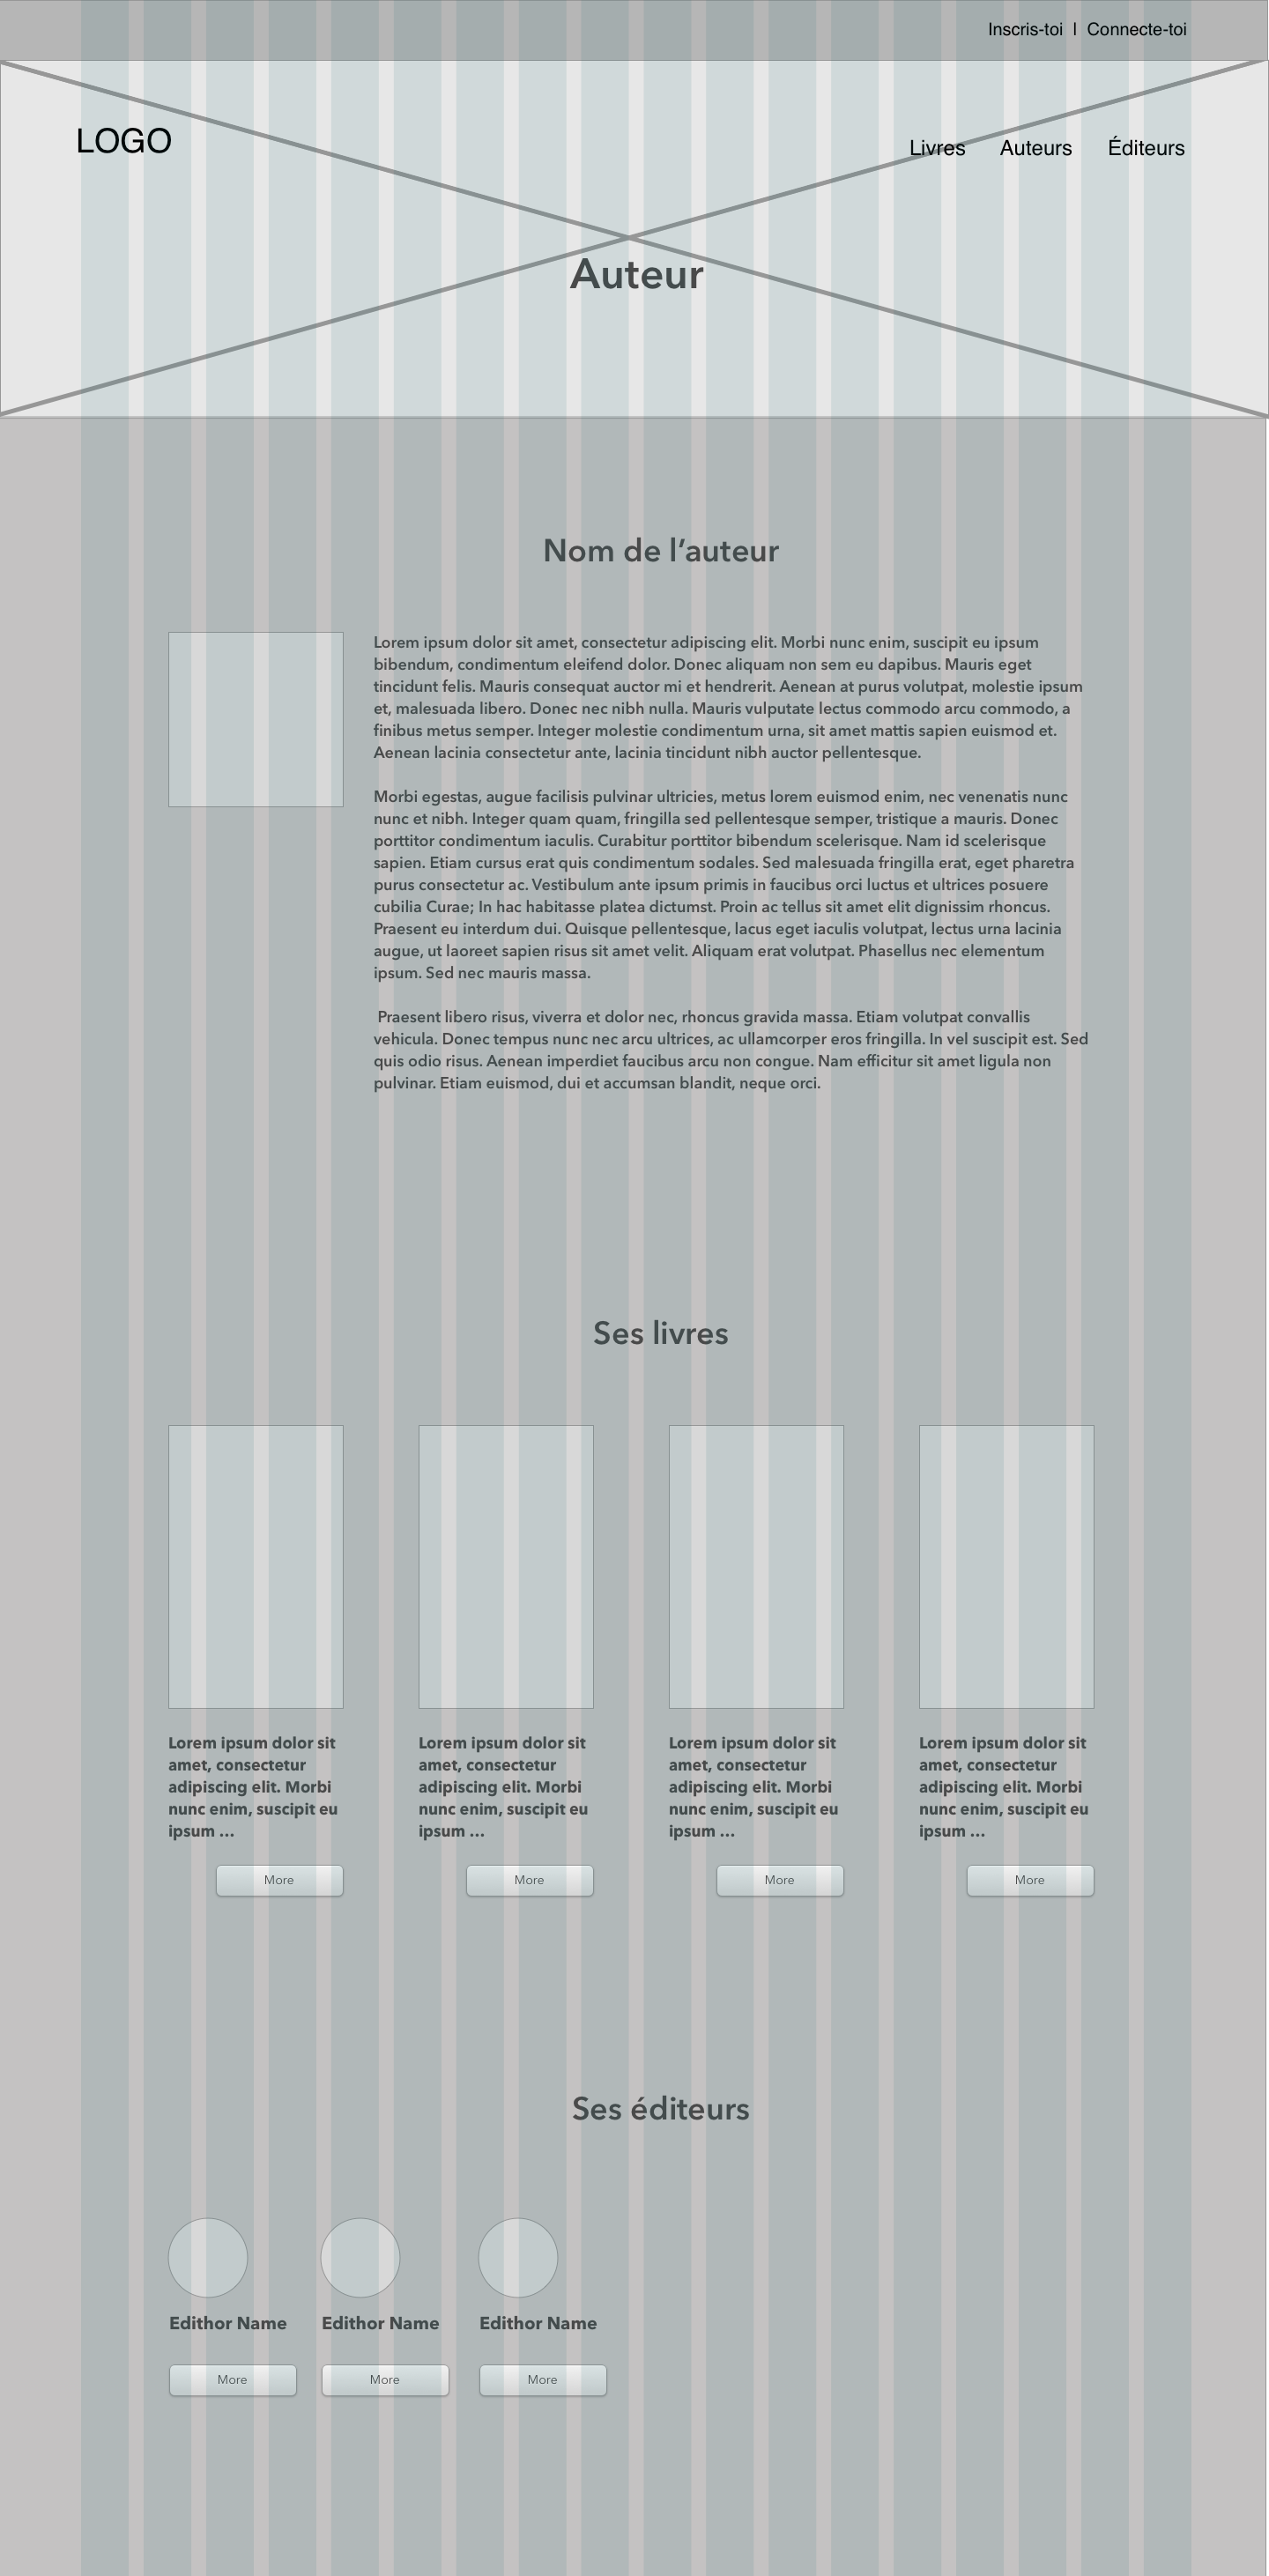 Inscris-toi | Connecte-toi
LOGO
Livres Auteurs Éditeurs
Auteur
Nom de l’auteur
Lorem ipsum dolor sit amet, consectetur adipiscing elit. Morbi nunc enim, suscipit eu ipsum
bibendum, condimentum eleifend dolor. Donec aliquam non sem eu dapibus. Mauris eget
tincidunt felis. Mauris consequat auctor mi et hendrerit. Aenean at purus volutpat, molestie ipsum
et, malesuada libero. Donec nec nibh nulla. Mauris vulputate lectus commodo arcu commodo, a
finibus metus semper. Integer molestie condimentum urna, sit amet mattis sapien euismod et.
Aenean lacinia consectetur ante, lacinia tincidunt nibh auctor pellentesque.
Morbi egestas, augue facilisis pulvinar ultricies, metus lorem euismod enim, nec venenatis nunc
nunc et nibh. Integer quam quam, fringilla sed pellentesque semper, tristique a mauris. Donec
porttitor condimentum iaculis. Curabitur porttitor bibendum scelerisque. Nam id scelerisque
sapien. Etiam cursus erat quis condimentum sodales. Sed malesuada fringilla erat, eget pharetra
purus consectetur ac. Vestibulum ante ipsum primis in faucibus orci luctus et ultrices posuere
cubilia Curae; In hac habitasse platea dictumst. Proin ac tellus sit amet elit dignissim rhoncus.
Praesent eu interdum dui. Quisque pellentesque, lacus eget iaculis volutpat, lectus urna lacinia
augue, ut laoreet sapien risus sit amet velit. Aliquam erat volutpat. Phasellus nec elementum
ipsum. Sed nec mauris massa.
Praesent libero risus, viverra et dolor nec, rhoncus gravida massa. Etiam volutpat convallis
vehicula. Donec tempus nunc nec arcu ultrices, ac ullamcorper eros fringilla. In vel suscipit est. Sed
quis odio risus. Aenean imperdiet faucibus arcu non congue. Nam efficitur sit amet ligula non
pulvinar. Etiam euismod, dui et accumsan blandit, neque orci.
Ses livres
Lorem ipsum dolor sit
amet, consectetur
adipiscing elit. Morbi
nunc enim, suscipit eu
ipsum ...
More
Lorem ipsum dolor sit
amet, consectetur
adipiscing elit. Morbi
nunc enim, suscipit eu
ipsum ...
More
Lorem ipsum dolor sit
amet, consectetur
adipiscing elit. Morbi
nunc enim, suscipit eu
ipsum ...
More
Lorem ipsum dolor sit
amet, consectetur
adipiscing elit. Morbi
nunc enim, suscipit eu
ipsum ...
More
Ses éditeurs
Edithor Name
More
Edithor Name
More
Edithor Name
More